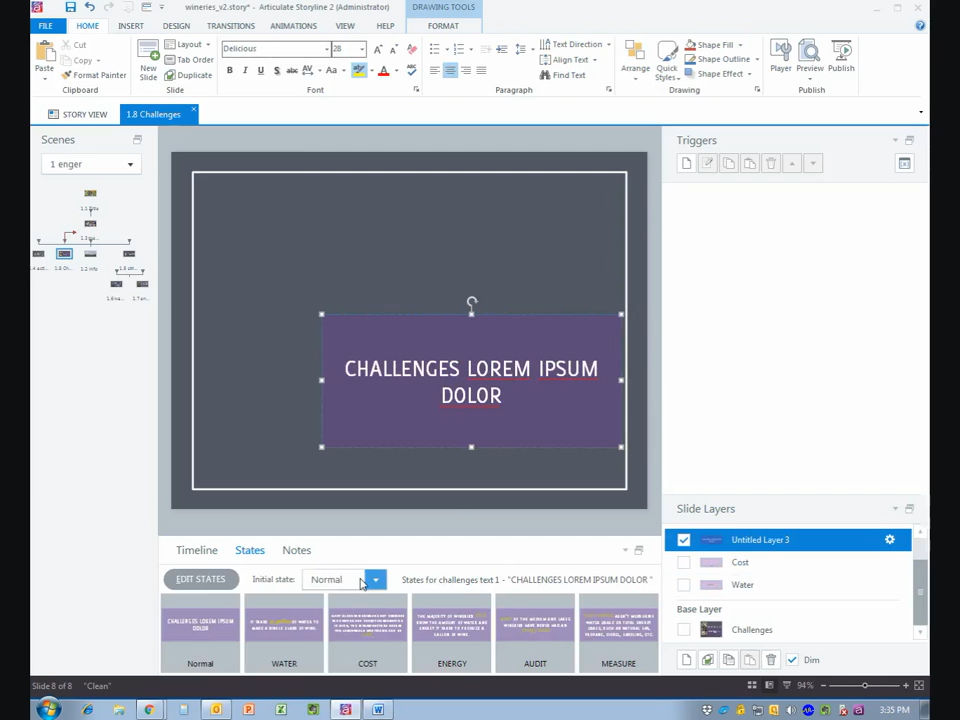 wineries_v2.story* - Articulate Storyline 2 (Administrator)
DRAWING TOOLS
FILE HOME INSERT DESIGN TRANSITIONS ANIMATIONS VIEW HELP FORMAT
Paste
Cut
Copy
Format Painter
Clipboard
New Slide
Layout
Tab Order
Duplicate
Slide
Delicious 28
B I U S abc AV Aa A
Font
Text Direction
Align Text
Find Text
Paragraph
Arrange
Quick Styles
Shape Fill
Shape Outline
Shape Effect
Drawing
Player Preview Publish
Publish
STORY VIEW 1.8 Challenges
Scenes
1 enger
Triggers
CHALLENGES LOREM IPSUM
DOLOR
Timeline States Notes
EDIT STATES Initial state: Normal States for challenges text 1 - "CHALLENGES LOREM IPSUM DOLOR "
CHALLENGES LOREM IPSUM
DOLOR
Normal WATER COST ENERGY AUDIT MEASURE
Slide Layers
Untitled Layer 3
Cost
Water
Base Layer
Challenges
Dim
Slide 8 of 8 "Clean" 94%
3:35 PM